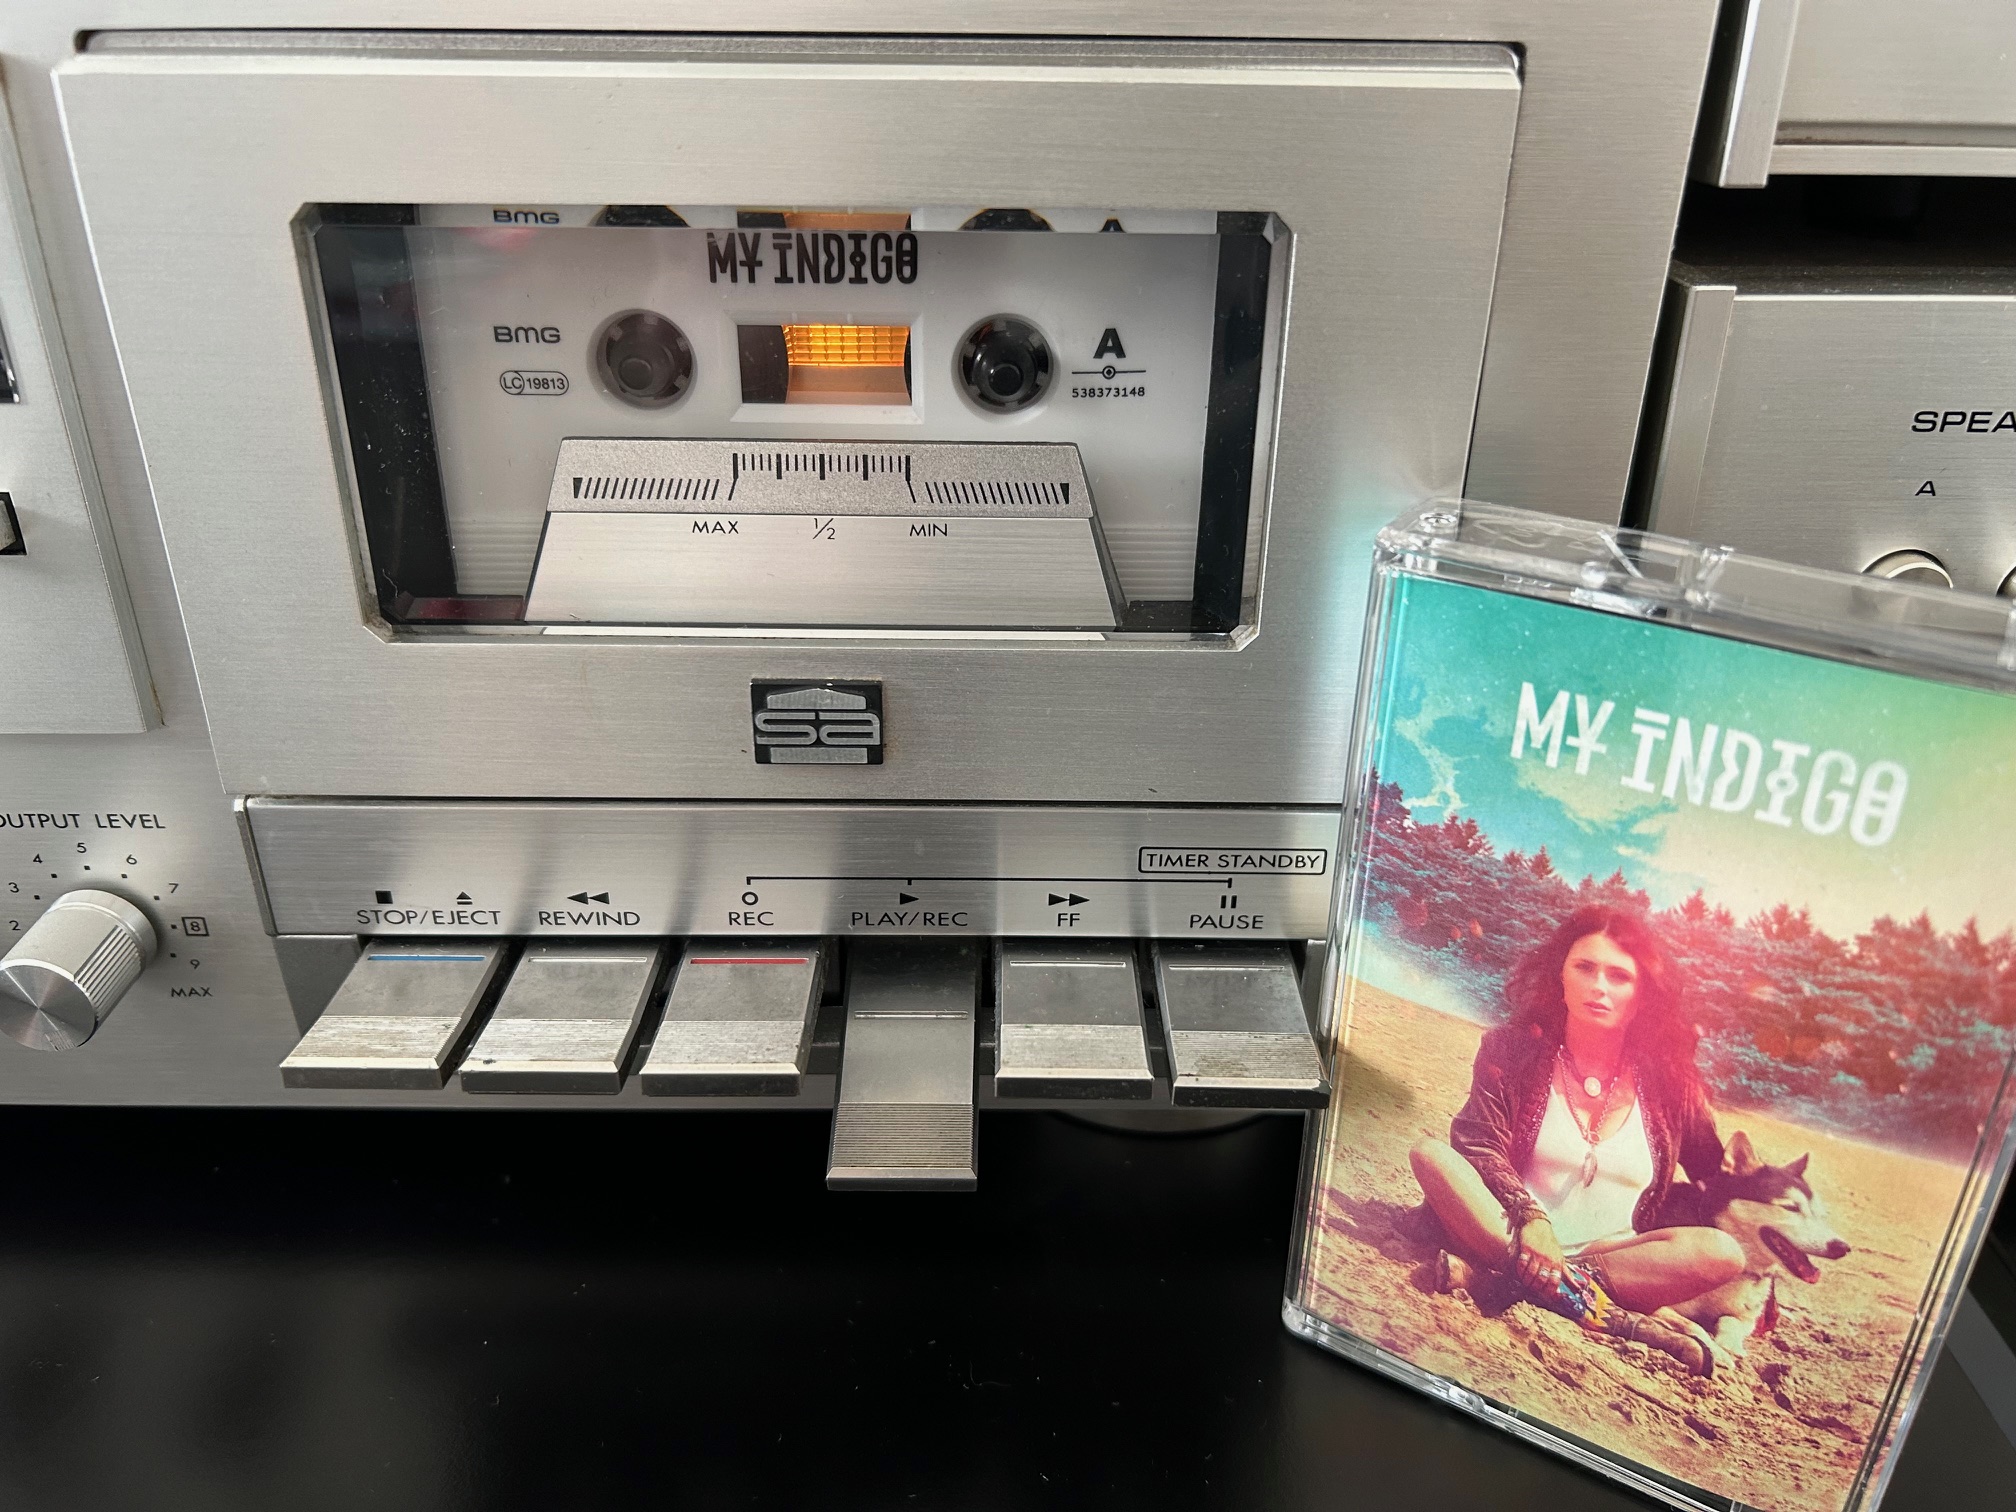 BMG
A
MY INDIGO
BMG
A
LC 19813
538373148
MAX 1/2 MIN
SPEA
A
sa
MY INDIGO
OUTPUT LEVEL
2 3 4 5 6 7 8 9
MAX
TIMER STANDBY
STOP/EJECT REWIND REC PLAY/REC FF PAUSE